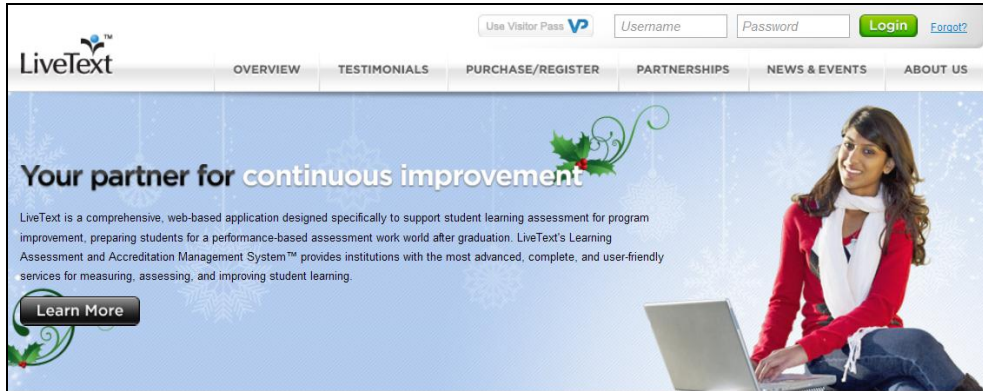 Use Visitor Pass VP
Username
Password
Login
Forgot?
LiveText™
OVERVIEW
TESTIMONIALS
PURCHASE/REGISTER
PARTNERSHIPS
NEWS & EVENTS
ABOUT US
Your partner for continuous improvement
LiveText is a comprehensive, web-based application designed specifically to support student learning assessment for program
improvement, preparing students for a performance-based assessment work world after graduation. LiveText's Learning
Assessment and Accreditation Management System™ provides institutions with the most advanced, complete, and user-friendly
services for measuring, assessing, and improving student learning.
Learn More